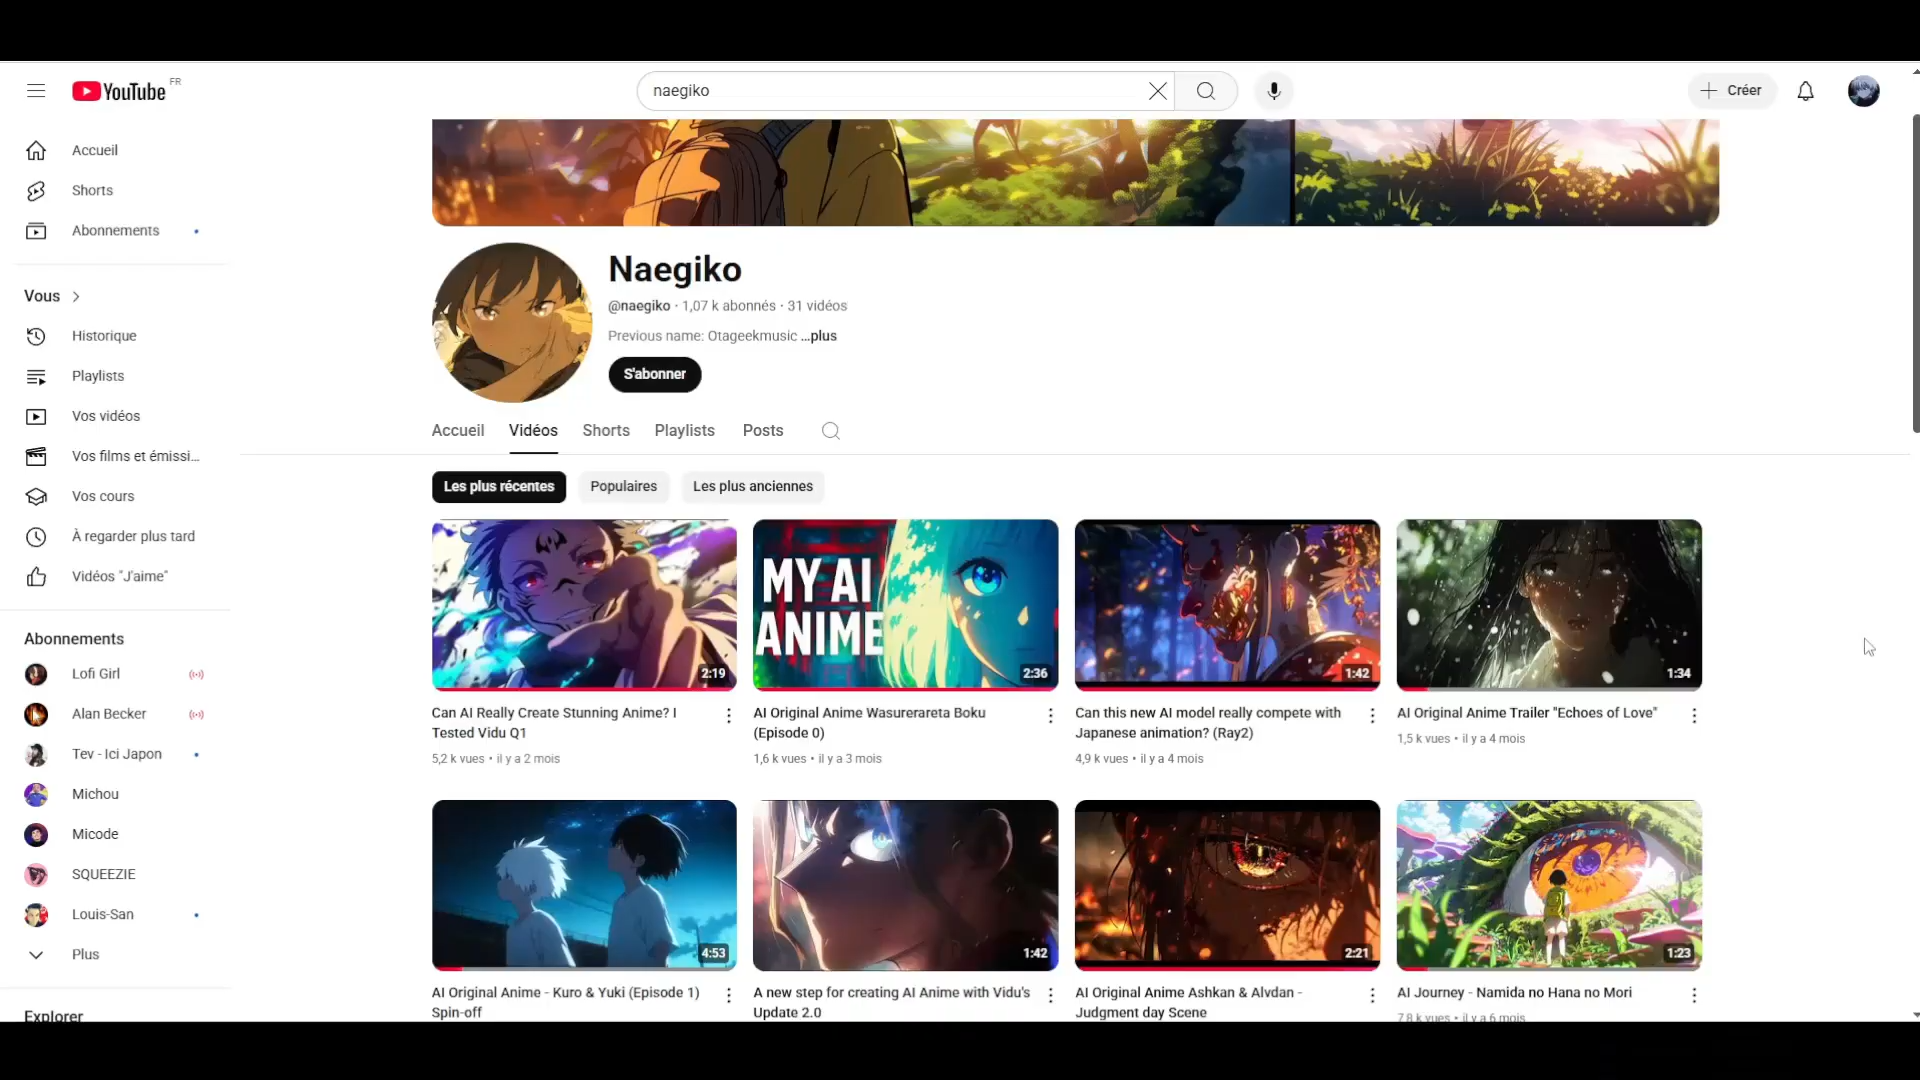 YouTube FR
naegiko
Créer
Accueil
Shorts
Abonnements
Vous
Historique
Playlists
Vos vidéos
Vos films et émissi...
Vos cours
À regarder plus tard
Vidéos "J'aime"
Abonnements
Lofi Girl
Alan Becker
Tev - Ici Japon
Michou
Micode
SQUEEZIE
Louis-San
Plus
Explorer
Naegiko
@naegiko · 1,07 k abonnés · 31 vidéos
Previous name: Otageekmusic ...plus
S'abonner
Accueil Vidéos Shorts Playlists Posts
Les plus récentes Populaires Les plus anciennes
2:19
Can AI Really Create Stunning Anime? I
Tested Vidu Q1
5,2 k vues • il y a 2 mois
MY AI
ANIME
2:36
AI Original Anime Wasurerareta Boku
(Episode 0)
1,6 k vues • il y a 3 mois
1:42
Can this new AI model really compete with
Japanese animation? (Ray2)
4,9 k vues • il y a 4 mois
1:34
AI Original Anime Trailer "Echoes of Love"
1,5 k vues • il y a 4 mois
4:53
AI Original Anime - Kuro & Yuki (Episode 1)
Spin-off
1:42
A new step for creating AI Anime with Vidu's
Update 2.0
2:21
AI Original Anime Ashkan & Alvdan -
Judgment day Scene
1:23
AI Journey - Namida no Hana no Mori
7,8 k vues • il y a 6 mois